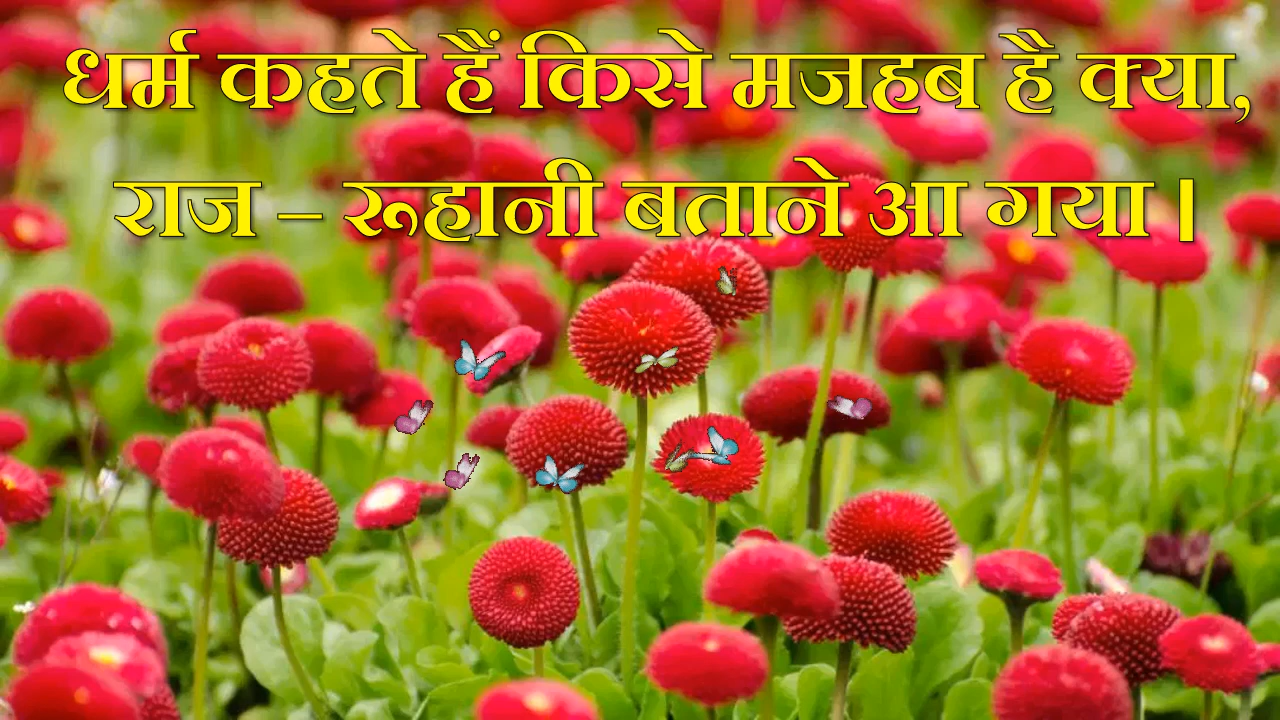 धर्म कहते हैं किसे मजहब है क्या,
राज – रूहानी बताने आ गया।